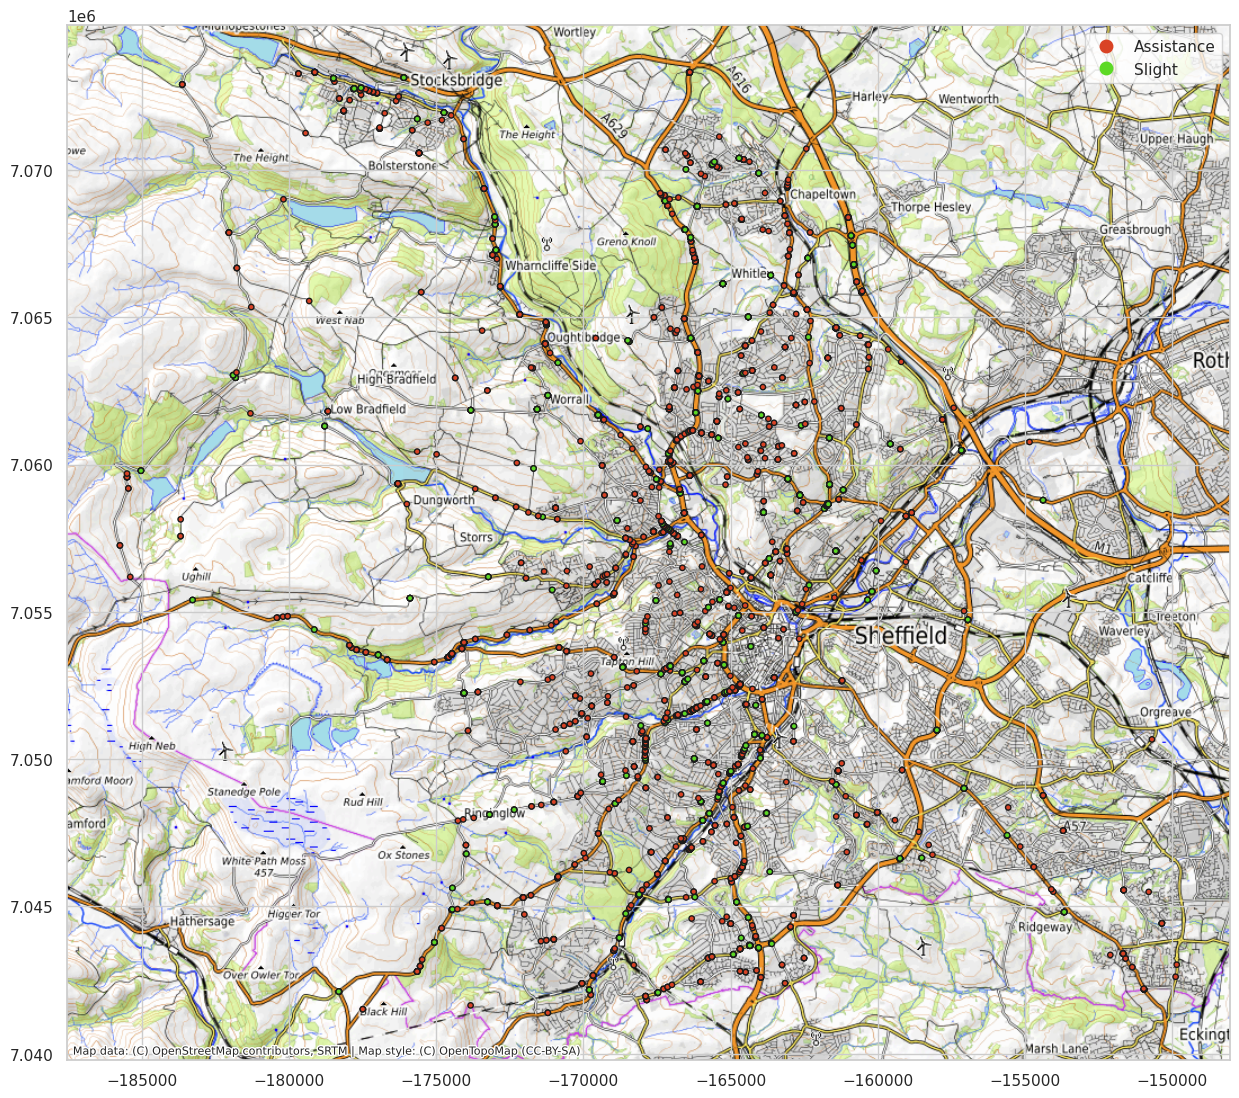 1e6
Midhopestones
Wortley
Assistance
Slight
Stocksbridge
A616
Harley
Wentworth
A629
The Height
Upper Haugh
The Height
Bolsterstone
7.070
Chapeltown
Thorpe Hesley
Greasbrough
Greno Knoll
Wharncliffe Side
Whitley
7.065
West Nab
Oughtibridge
Roth
High Bradfield
Low Bradfield
Worrall
7.060
Dungworth
Storrs
M1
Ughill
Catcliffe
7.055
Treeton
Sheffield
Waverley
Tapton Hill
Orgreave
High Neb
7.050
amford Moor)
Stanedge Pole
Rud Hill
Ringinglow
amford
A57
Ox Stones
White Path Moss
457
7.045
Higger Tor
Hathersage
Ridgeway
Over Owler Tor
Black Hill
Eckingt
Marsh Lane
7.040
Map data: (C) OpenStreetMap contributors, SRTM | Map style: (C) OpenTopoMap (CC-BY-SA)
−185000 −180000 −175000 −170000 −165000 −160000 −155000 −150000